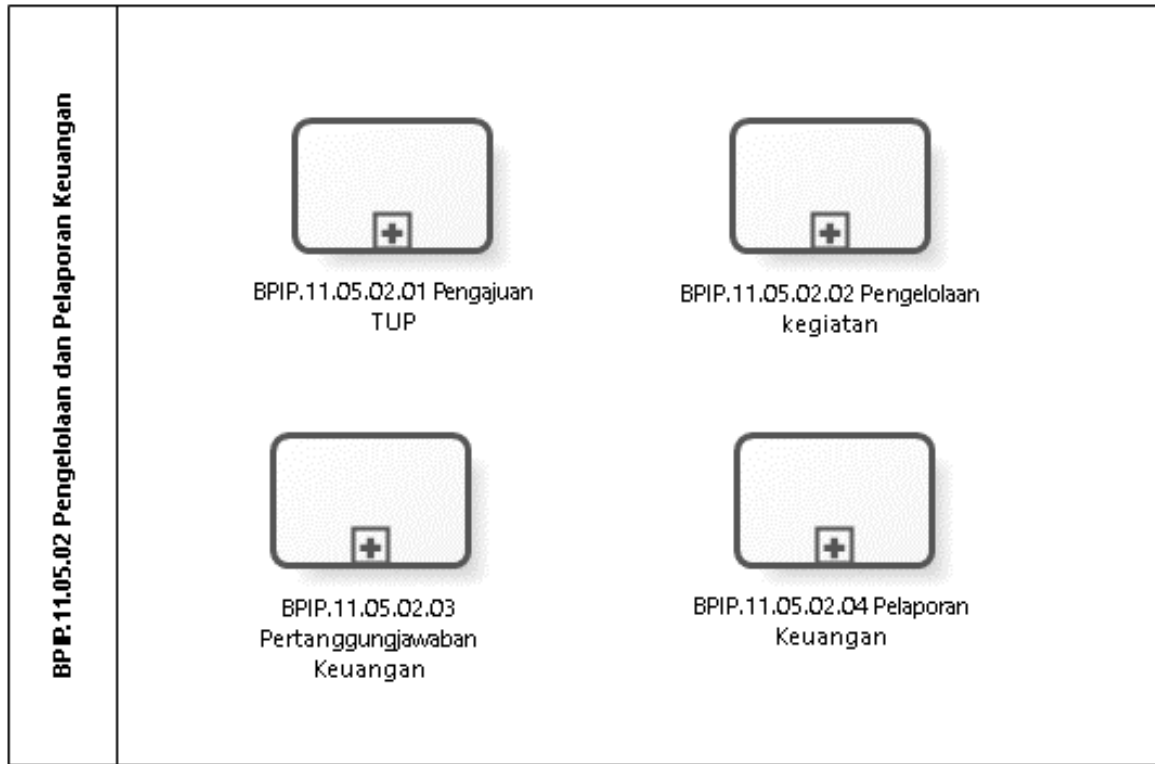 BPIP.11.05.02 Pengelolaan dan Pelaporan Keuangan
BPIP.11.05.02.01 Pengajuan
TUP
BPIP.11.05.02.02 Pengelolaan
kegiatan
BPIP.11.05.02.03
Pertanggungjawaban
Keuangan
BPIP.11.05.02.04 Pelaporan
Keuangan